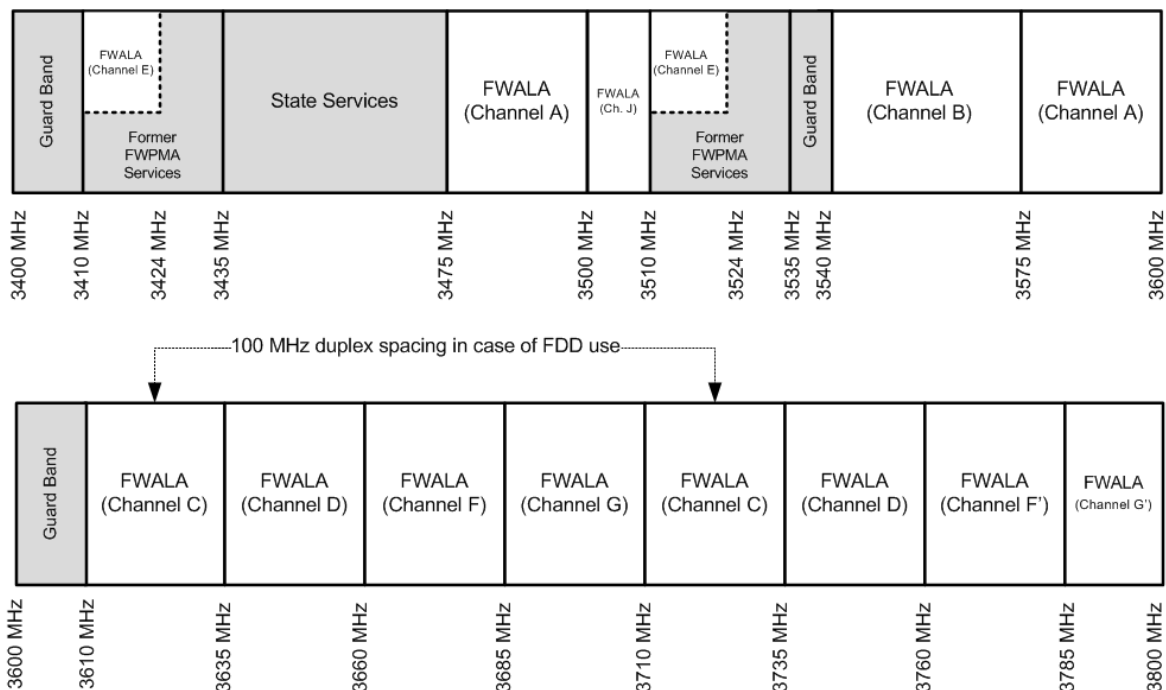 Guard Band
FWALA
(Channel E)
Former
FWPMA
Services
State Services
FWALA
(Channel A)
FWALA
(Ch. J)
FWALA
(Channel E)
Former
FWPMA
Services
Guard Band
FWALA
(Channel B)
FWALA
(Channel A)
3400 MHz
3410 MHz
3424 MHz
3435 MHz
3475 MHz
3500 MHz
3510 MHz
3524 MHz
3535 MHz
3540 MHz
3575 MHz
3600 MHz
100 MHz duplex spacing in case of FDD use
Guard Band
FWALA
(Channel C)
FWALA
(Channel D)
FWALA
(Channel F)
FWALA
(Channel G)
FWALA
(Channel C)
FWALA
(Channel D)
FWALA
(Channel F’)
FWALA
(Channel G’)
3600 MHz
3610 MHz
3635 MHz
3660 MHz
3685 MHz
3710 MHz
3735 MHz
3760 MHz
3785 MHz
3800 MHz